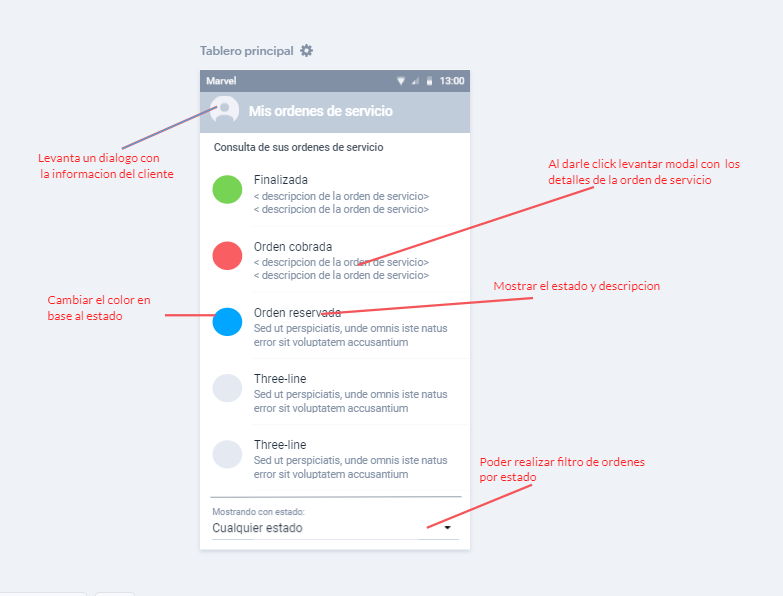 Tablero principal
Marvel
13:00
Mis ordenes de servicio
Consulta de sus ordenes de servicio
Levanta un dialogo con
la informacion del cliente
Al darle click levantar modal con los
detalles de la orden de servicio
Finalizada
< descripcion de la orden de servicio>
< descripcion de la orden de servicio>
Orden cobrada
< descripcion de la orden de servicio>
< descripcion de la orden de servicio>
Mostrar el estado y descripcion
Cambiar el color en
base al estado
Orden reservada
Sed ut perspiciatis, unde omnis iste natus
error sit voluptatem accusantium
Three-line
Sed ut perspiciatis, unde omnis iste natus
error sit voluptatem accusantium
Three-line
Sed ut perspiciatis, unde omnis iste natus
error sit voluptatem accusantium
Poder realizar filtro de ordenes
por estado
Mostrando con estado:
Cualquier estado